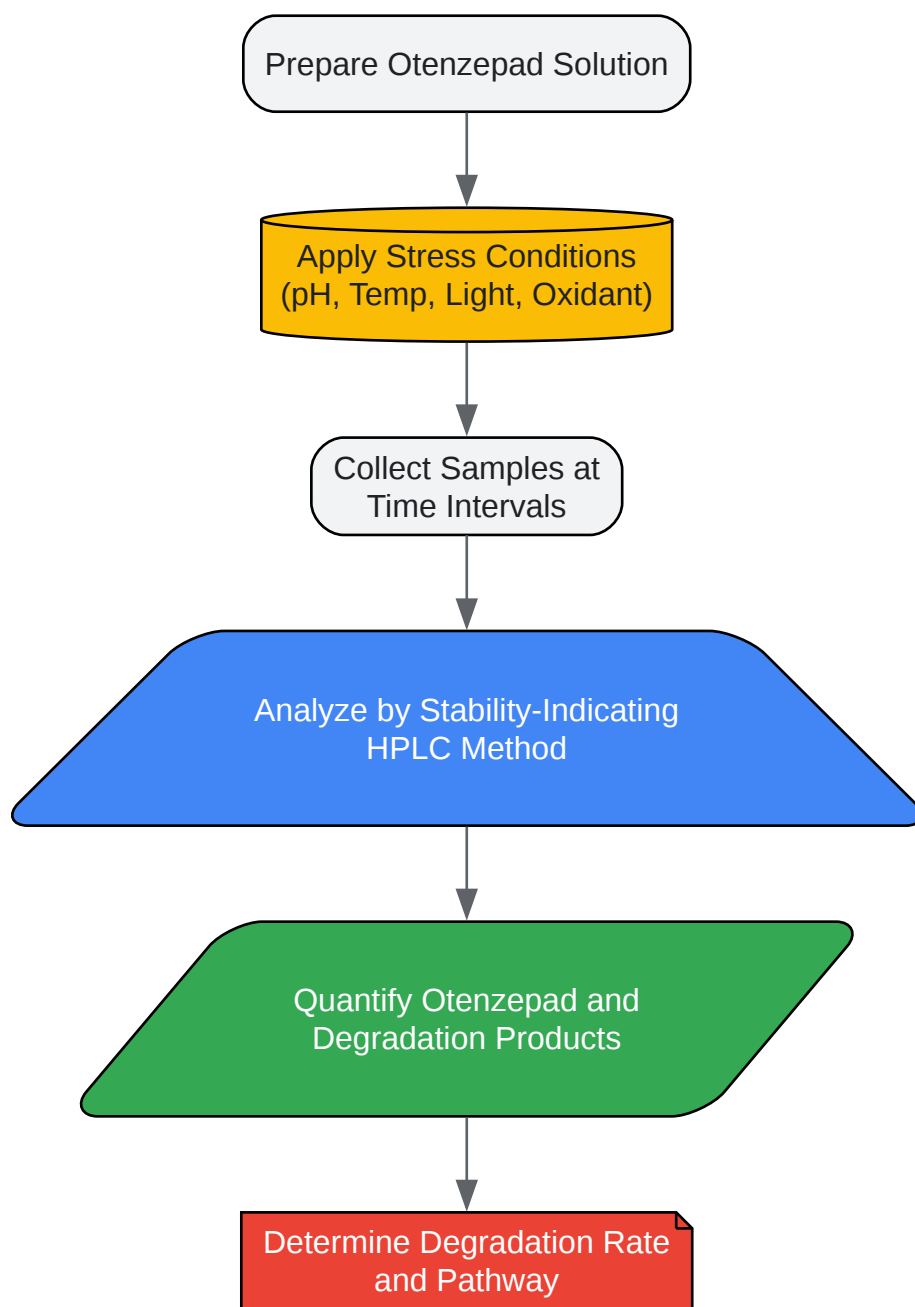 Prepare Otenzepad Solution
Apply Stress Conditions
(pH, Temp, Light, Oxidant)
Collect Samples at
Time Intervals
Analyze by Stability-Indicating
HPLC Method
Quantify Otenzepad and
Degradation Products
Determine Degradation Rate
and Pathway